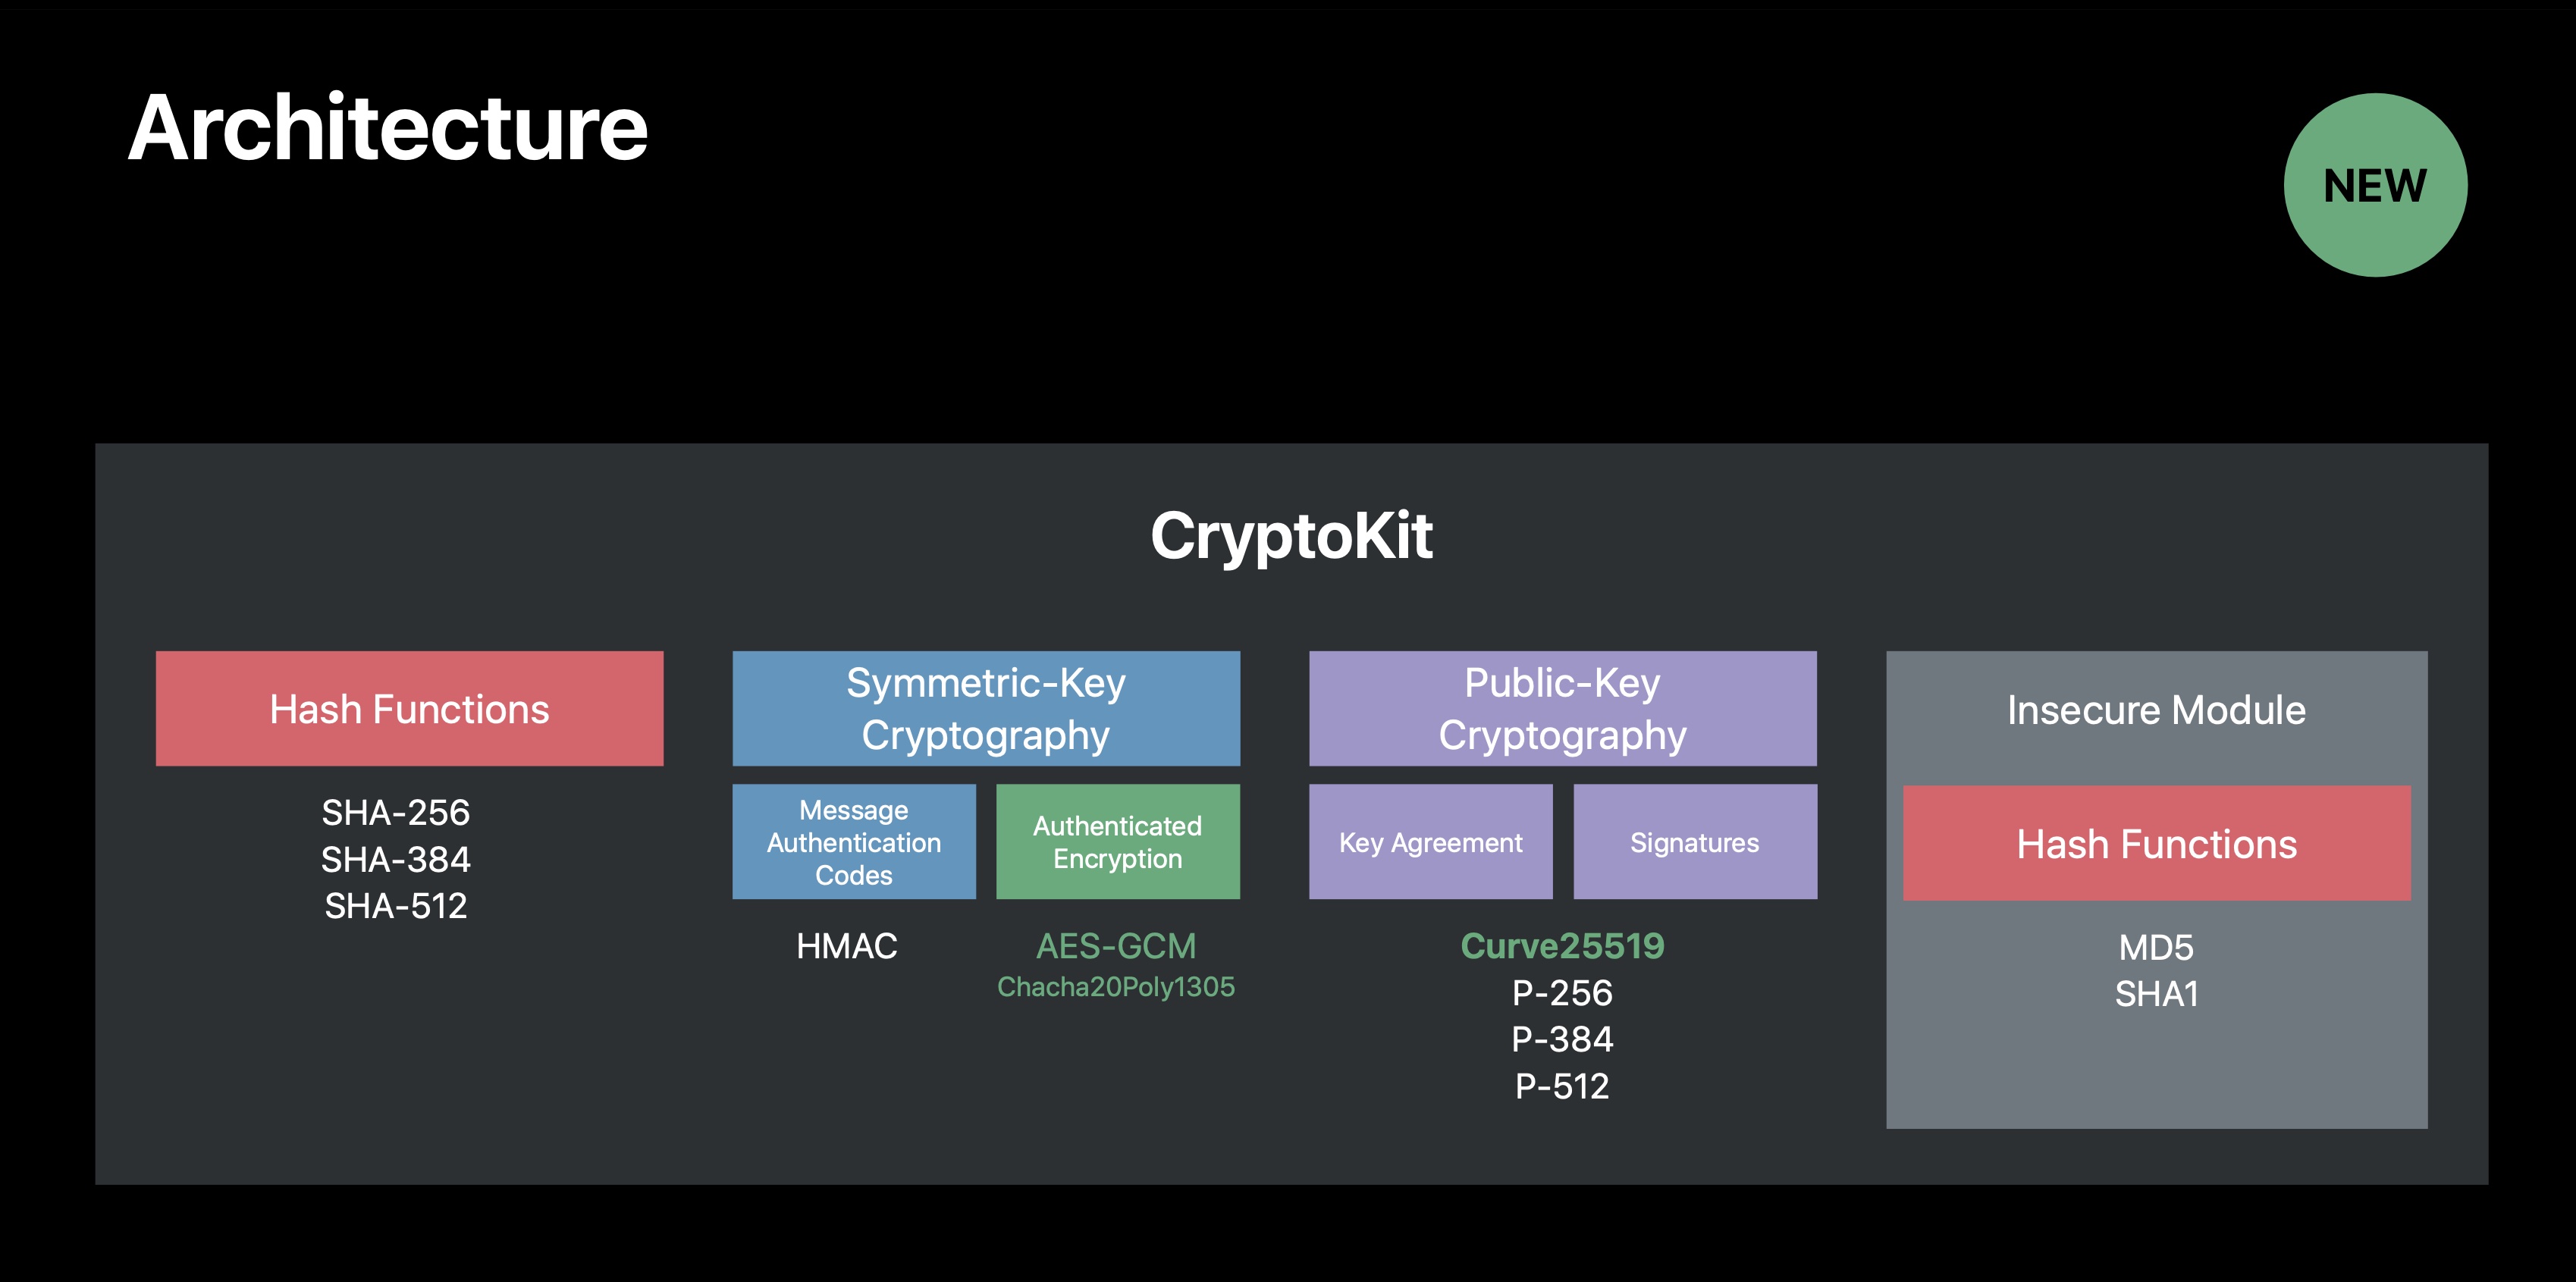 Architecture
NEW
CryptoKit
Hash Functions
SHA-256
SHA-384
SHA-512
Symmetric-Key
Cryptography
Message
Authentication
Codes
HMAC
Authenticated
Encryption
AES-GCM
Chacha20Poly1305
Public-Key
Cryptography
Key Agreement
Signatures
Curve25519
P-256
P-384
P-512
Insecure Module
Hash Functions
MD5
SHA1